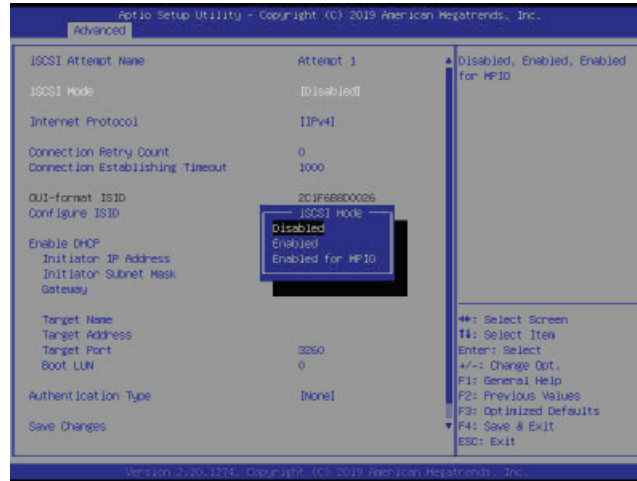 Aptio Setup Utility - Copyright (C) 2019 American Megatrends, Inc.
Advanced
iSCSI Attempt Name Attempt 1
iSCSI Mode [Disabled]
Internet Protocol [IPv4]
Connection Retry Count 0
Connection Establishing Timeout 1000
OUI-format ISID 2C1F6B8D0026
Configure ISID
iSCSI Mode
Disabled
Enabled
Enabled for MPIO
Enable DHCP
Initiator IP Address
Initiator Subnet Mask
Gateway
Target Name
Target Address
Target Port 3260
Boot LUN 0
Authentication Type [None]
Save Changes
Disabled, Enabled, Enabled
for MPIO
→←: Select Screen
↑↓: Select Item
Enter: Select
+/-: Change Opt.
F1: General Help
F2: Previous Values
F3: Optimized Defaults
F4: Save & Exit
ESC: Exit
Version 2.20.1274. Copyright (C) 2019 American Megatrends, Inc.